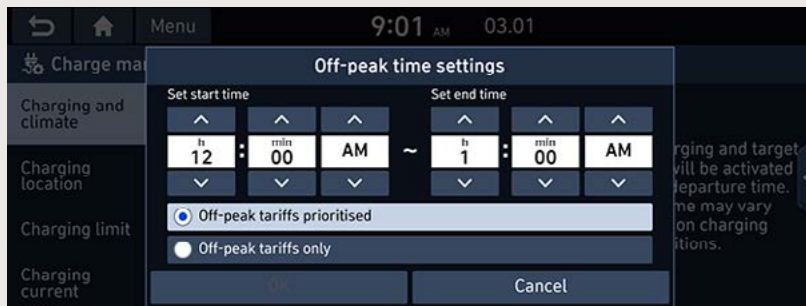 Menu
9:01 AM 03.01
Charge ma
Off-peak time settings
Set start time
Set end time
h
12 : min
00 AM ~ h
1 : min
00 AM
Off-peak tariffs prioritised
Off-peak tariffs only
OK
Cancel
Charging and
climate
Charging
location
Charging limit
Charging
current
rging and target
vill be activated
departure time.
me may vary
on charging
itions.